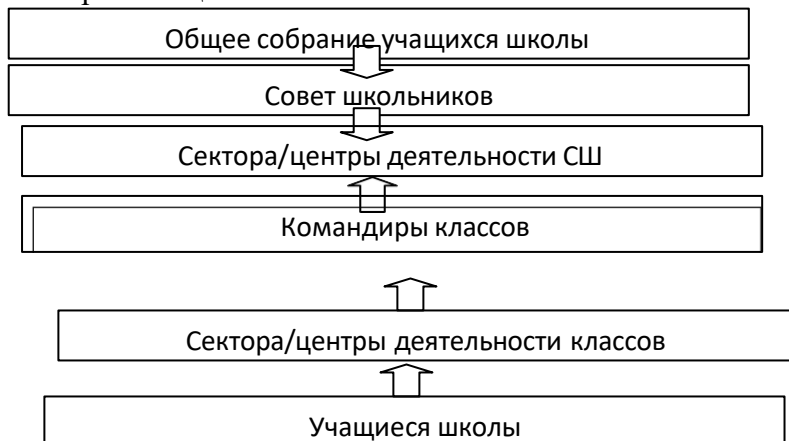 Общее собрание учащихся школы
Совет школьников
Сектора/центры деятельности СШ
Командиры классов
Сектора/центры деятельности классов
Учащиеся школы